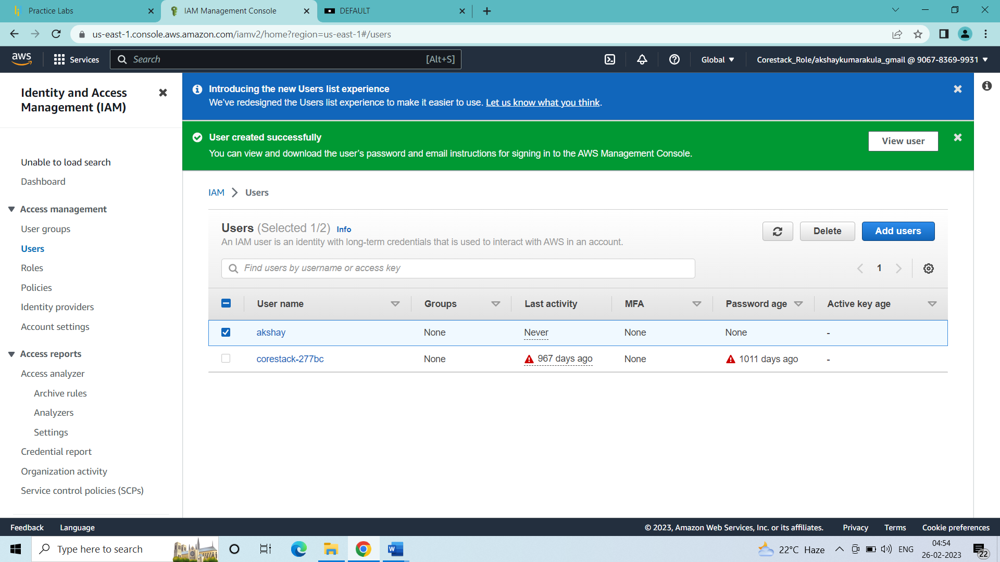 Practice Labs
IAM Management Console
DEFAULT
us-east-1.console.aws.amazon.com/iamv2/home?region=us-east-1#/users
aws
Services
Search
[Alt+S]
Global
Corestack_Role/akshaykumarakula_gmail @ 9067-8369-9931
Identity and Access
Management (IAM)
Unable to load search
Dashboard
Access management
User groups
Users
Roles
Policies
Identity providers
Account settings
Access reports
Access analyzer
Archive rules
Analyzers
Settings
Credential report
Organization activity
Service control policies (SCPs)
Introducing the new Users list experience
We've redesigned the Users list experience to make it easier to use. Let us know what you think.
User created successfully
You can view and download the user's password and email instructions for signing in to the AWS Management Console.
View user
IAM > Users
Users (Selected 1/2) Info
An IAM user is an identity with long-term credentials that is used to interact with AWS in an account.
Delete
Add users
Find users by username or access key
1
User name Groups Last activity MFA Password age Active key age
akshay None Never None None -
corestack-277bc None 967 days ago None 1011 days ago -
Feedback
Language
© 2023, Amazon Web Services, Inc. or its affiliates.
Privacy
Terms
Cookie preferences
Type here to search
22°C Haze
ENG
04:54
26-02-2023
22